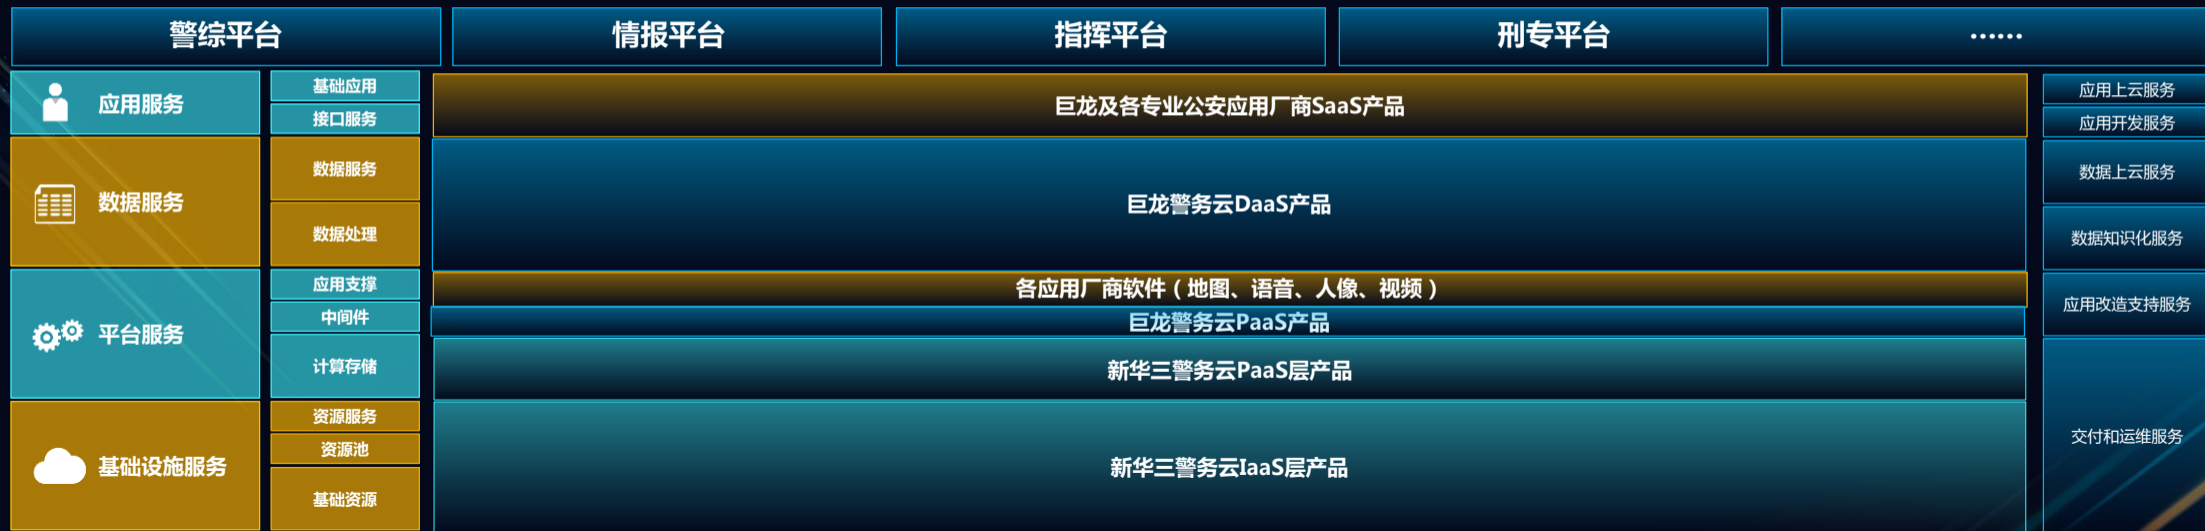 警综平台
情报平台
指挥平台
刑专平台
······
应用服务
基础应用
接口服务
巨龙及各专业公安应用厂商SaaS产品
应用上云服务
应用开发服务
数据服务
数据服务
数据处理
巨龙警务云DaaS产品
数据上云服务
数据知识化服务
平台服务
应用支撑
中间件
计算存储
各应用厂商软件（地图、语音、人像、视频）
巨龙警务云PaaS产品
新华三警务云PaaS层产品
应用改造支持服务
基础设施服务
资源服务
资源池
基础资源
新华三警务云IaaS层产品
交付和运维服务